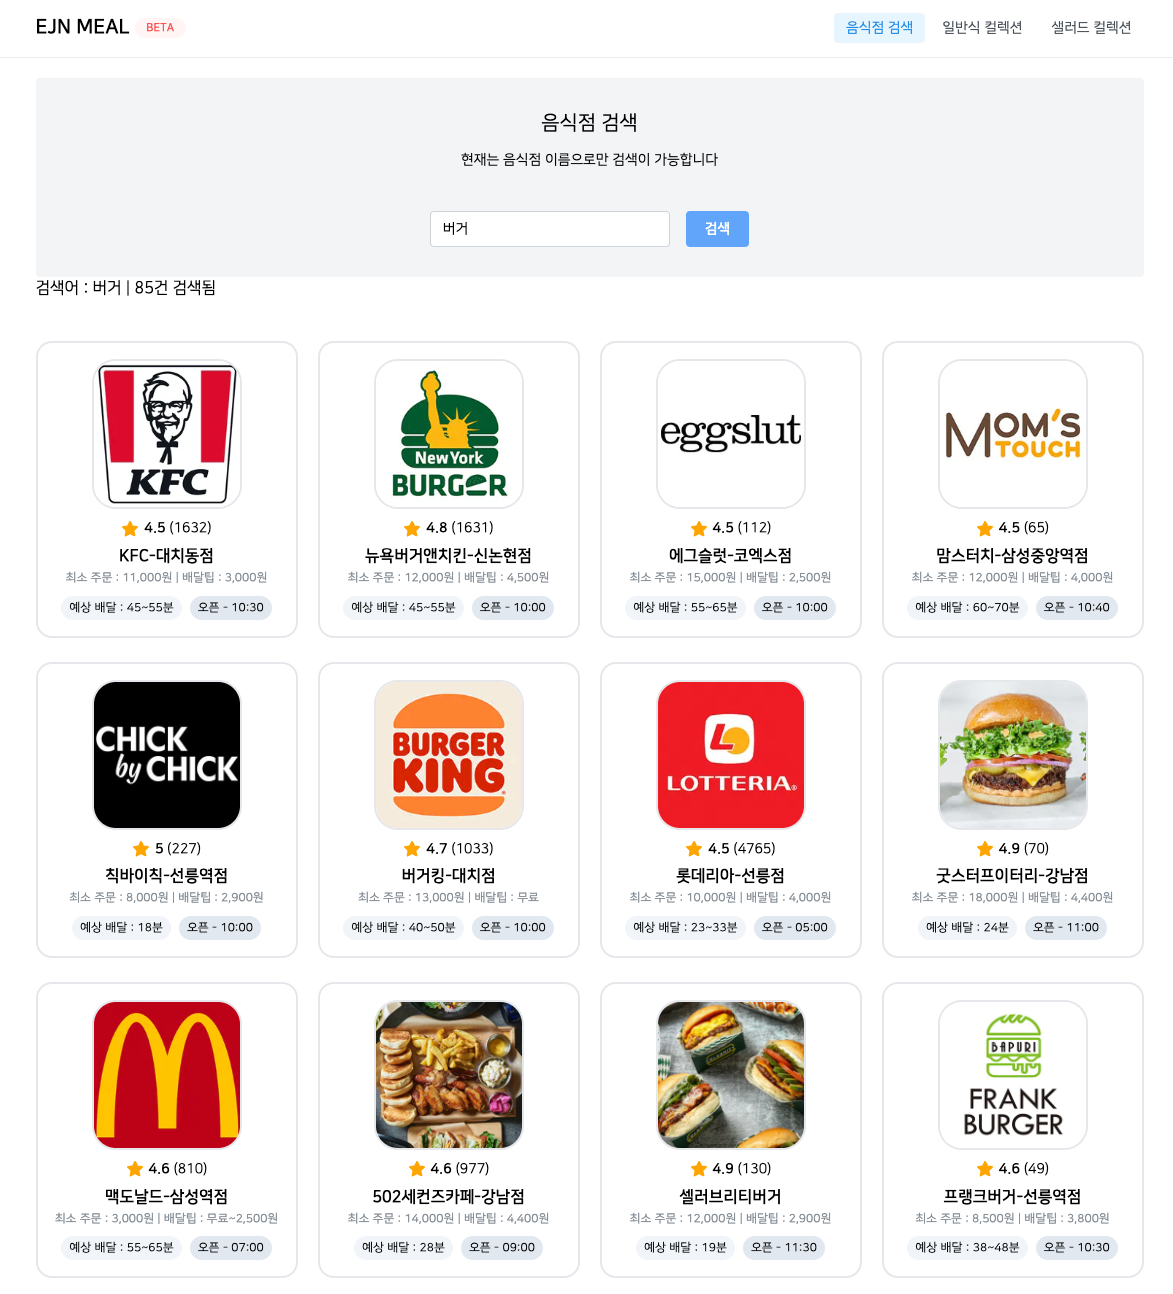 EJN MEAL BETA
음식점 검색 일반식 컬렉션 샐러드 컬렉션
음식점 검색
현재는 음식점 이름으로만 검색이 가능합니다
버거 검색
검색어 : 버거 | 85건 검색됨
KFC
4.5 (1632)
KFC-대치동점
최소 주문 : 11,000원 | 배달팁 : 3,000원
예상 배달 : 45~55분 오픈 - 10:30
New York
BURGER
4.8 (1631)
뉴욕버거앤치킨-신논현점
최소 주문 : 12,000원 | 배달팁 : 4,500원
예상 배달 : 45~55분 오픈 - 10:00
eggslut
4.5 (112)
에그슬럿-코엑스점
최소 주문 : 15,000원 | 배달팁 : 2,500원
예상 배달 : 55~65분 오픈 - 10:00
MOM'S
TOUCH
4.5 (65)
맘스터치-삼성중앙역점
최소 주문 : 12,000원 | 배달팁 : 4,000원
예상 배달 : 60~70분 오픈 - 10:40
CHICK
by CHICK
5 (227)
칙바이칙-선릉역점
최소 주문 : 8,000원 | 배달팁 : 2,900원
예상 배달 : 18분 오픈 - 10:00
BURGER
KING
4.7 (1033)
버거킹-대치점
최소 주문 : 13,000원 | 배달팁 : 무료
예상 배달 : 40~50분 오픈 - 10:00
L
LOTTERIA®
4.5 (4765)
롯데리아-선릉점
최소 주문 : 10,000원 | 배달팁 : 4,000원
예상 배달 : 23~33분 오픈 - 05:00
4.9 (70)
굿스터프이터리-강남점
최소 주문 : 18,000원 | 배달팁 : 4,400원
예상 배달 : 24분 오픈 - 11:00
4.6 (810)
맥도날드-삼성역점
최소 주문 : 3,000원 | 배달팁 : 무료~2,500원
예상 배달 : 55~65분 오픈 - 07:00
4.6 (977)
502세컨즈카페-강남점
최소 주문 : 14,000원 | 배달팁 : 4,400원
예상 배달 : 28분 오픈 - 09:00
4.9 (130)
셀러브리티버거
최소 주문 : 12,000원 | 배달팁 : 2,900원
예상 배달 : 19분 오픈 - 11:30
BAPURI
FRANK
BURGER
4.6 (49)
프랭크버거-선릉역점
최소 주문 : 8,500원 | 배달팁 : 3,800원
예상 배달 : 38~48분 오픈 - 10:30